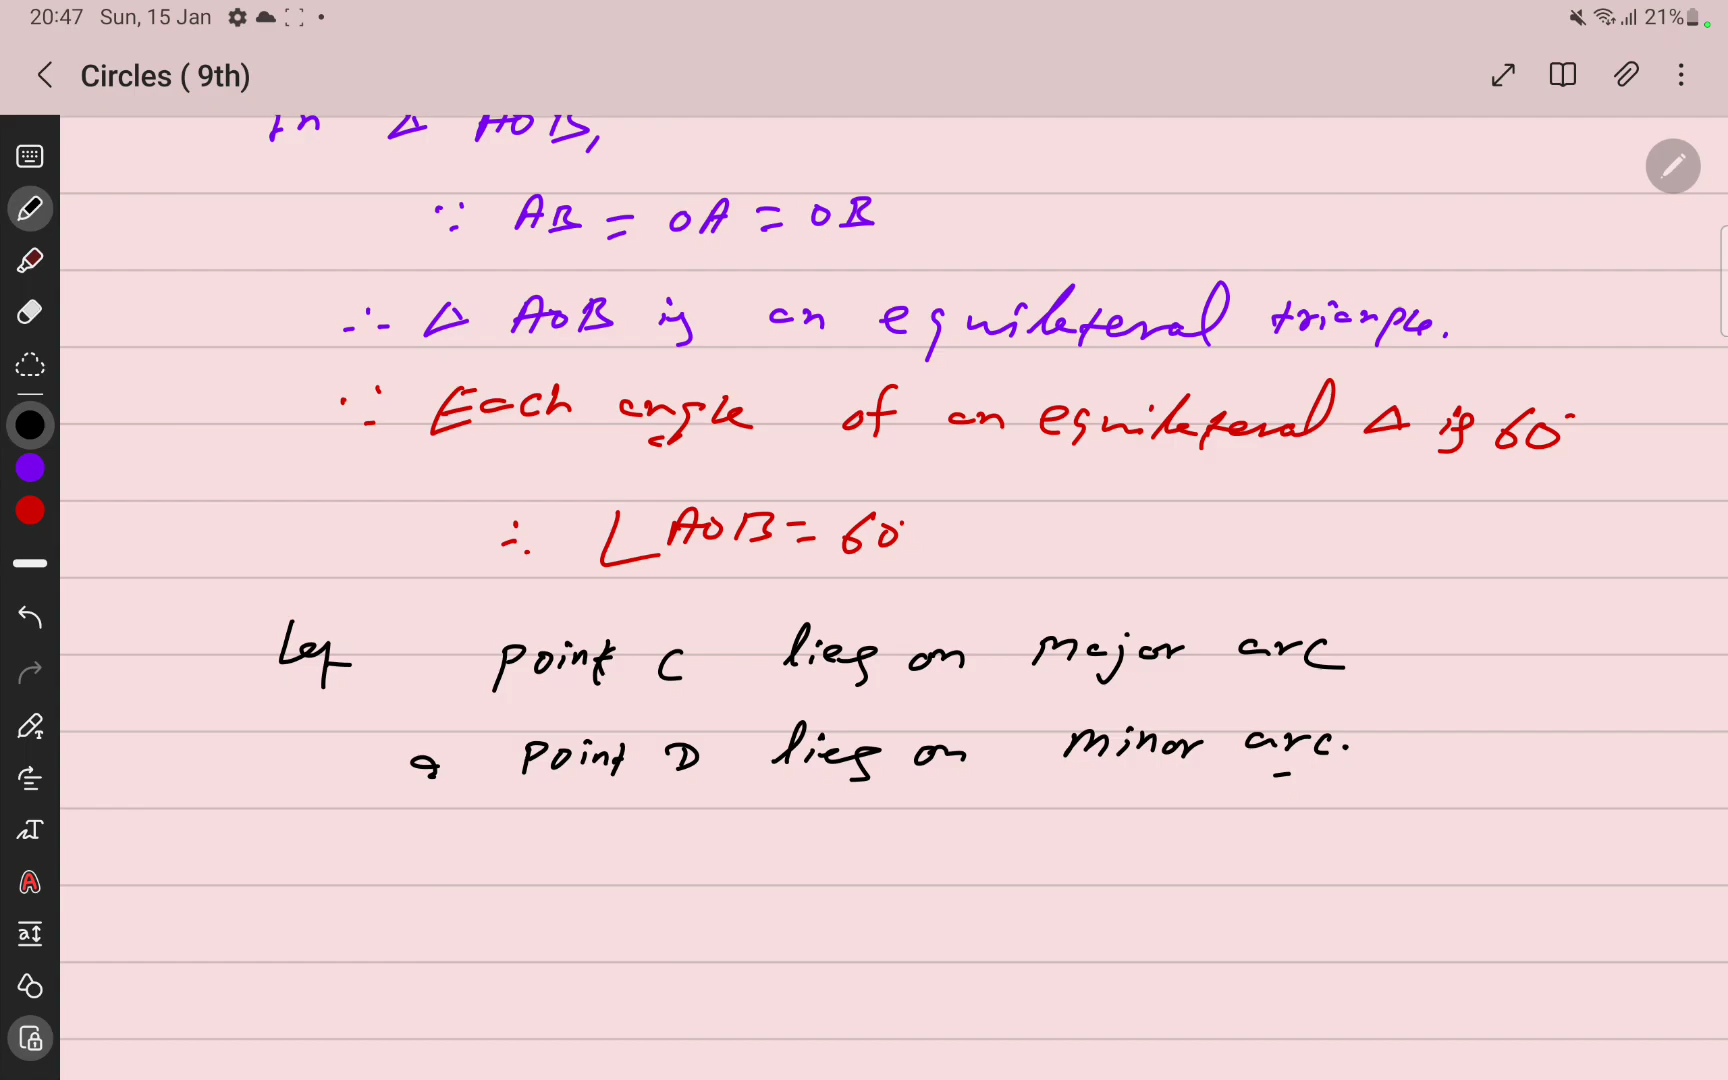 20:47 Sun, 15 Jan 21%
Circles ( 9th)
In Δ AOB,
∵ AB = OA = OB
∴ Δ AOB is an equilateral triangle.
∵ Each angle of an equilateral Δ is 60°
∴ ∠AOB = 60°
Let point C lies on major arc
& point D lies on minor arc.